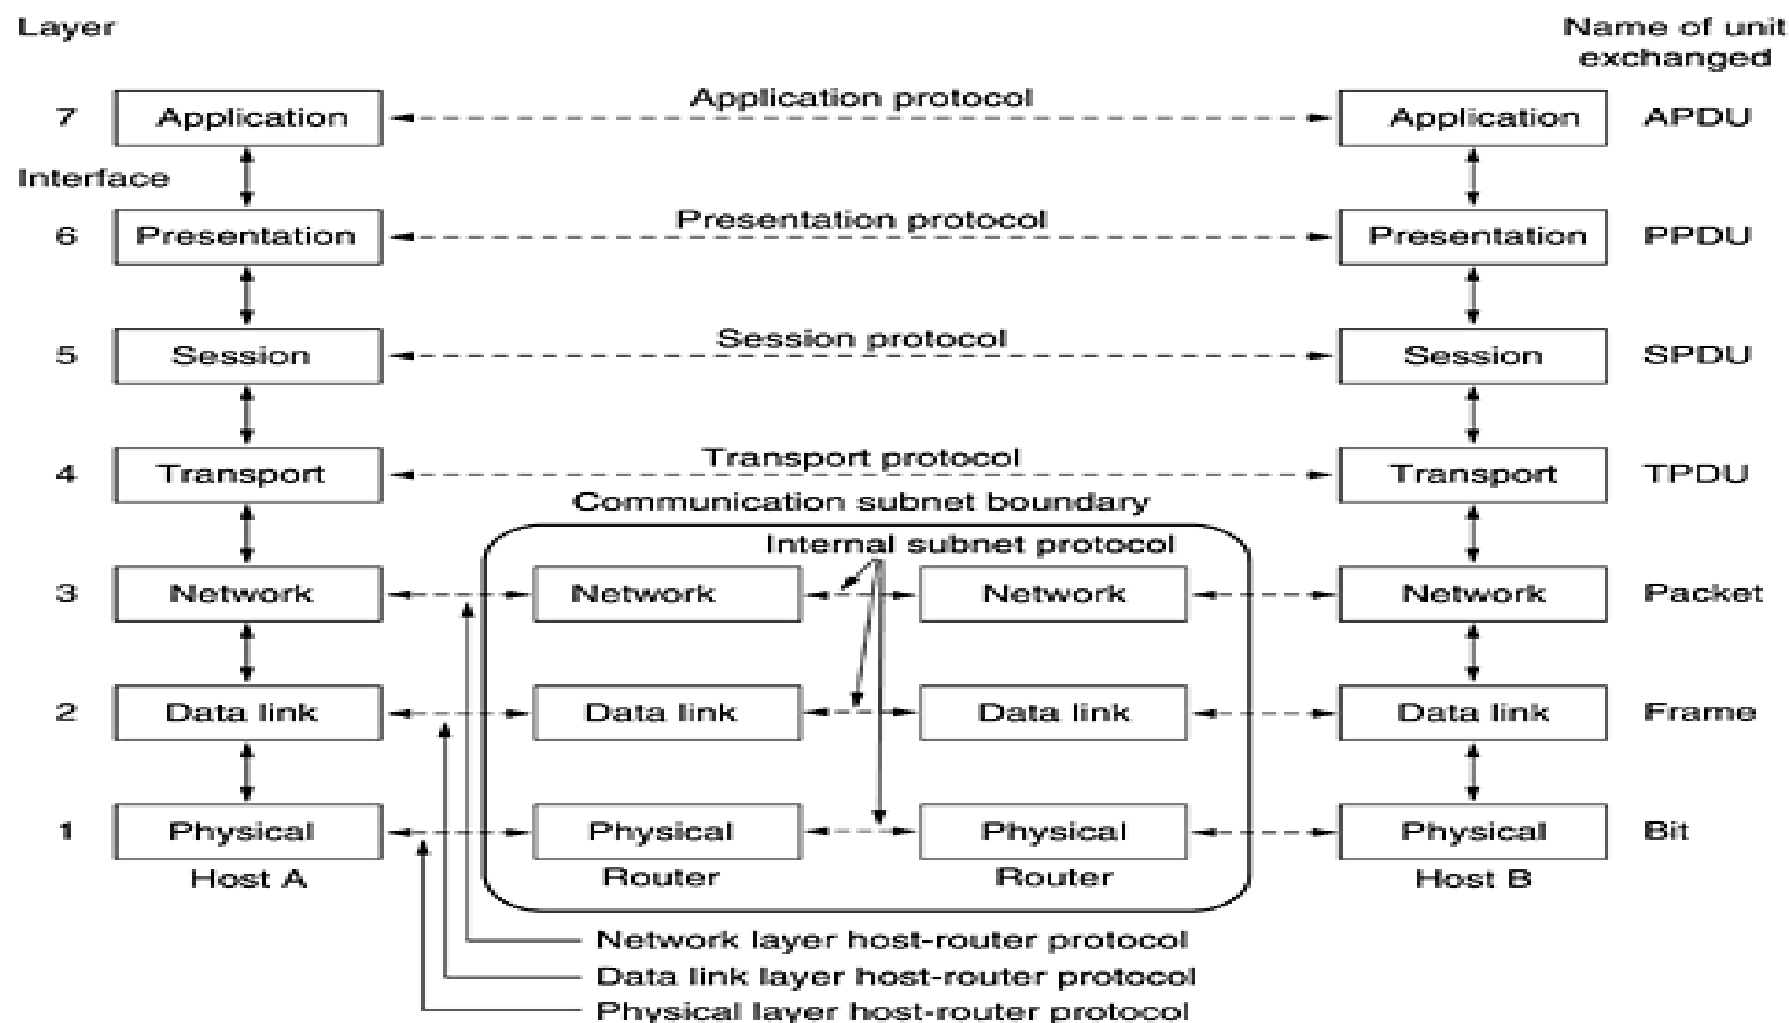 Layer
Name of unit
exchanged
7 Application Application protocol Application APDU
Interface
6 Presentation Presentation protocol Presentation PPDU
5 Session Session protocol Session SPDU
4 Transport Transport protocol Transport TPDU
Communication subnet boundary
Internal subnet protocol
3 Network Network Network Network Packet
2 Data link Data link Data link Data link Frame
1 Physical Physical Physical Physical Bit
Host A Router Router Host B
Network layer host-router protocol
Data link layer host-router protocol
Physical layer host-router protocol